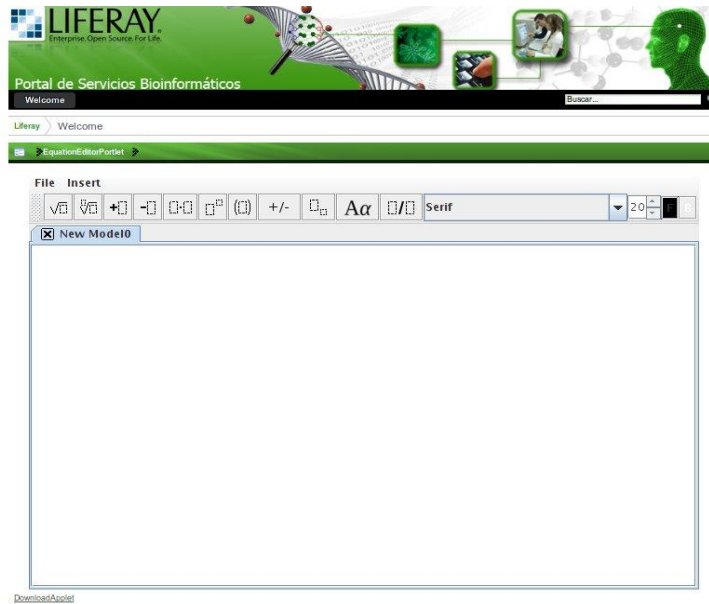 LIFERAY.
Enterprise. Open Source. For Life.
Portal de Servicios Bioinformáticos
Welcome
Buscar...
Liferay Welcome
EquationEditorPortlet
File Insert
+/- Aα Serif 20 F
New Model0
DownloadApplet